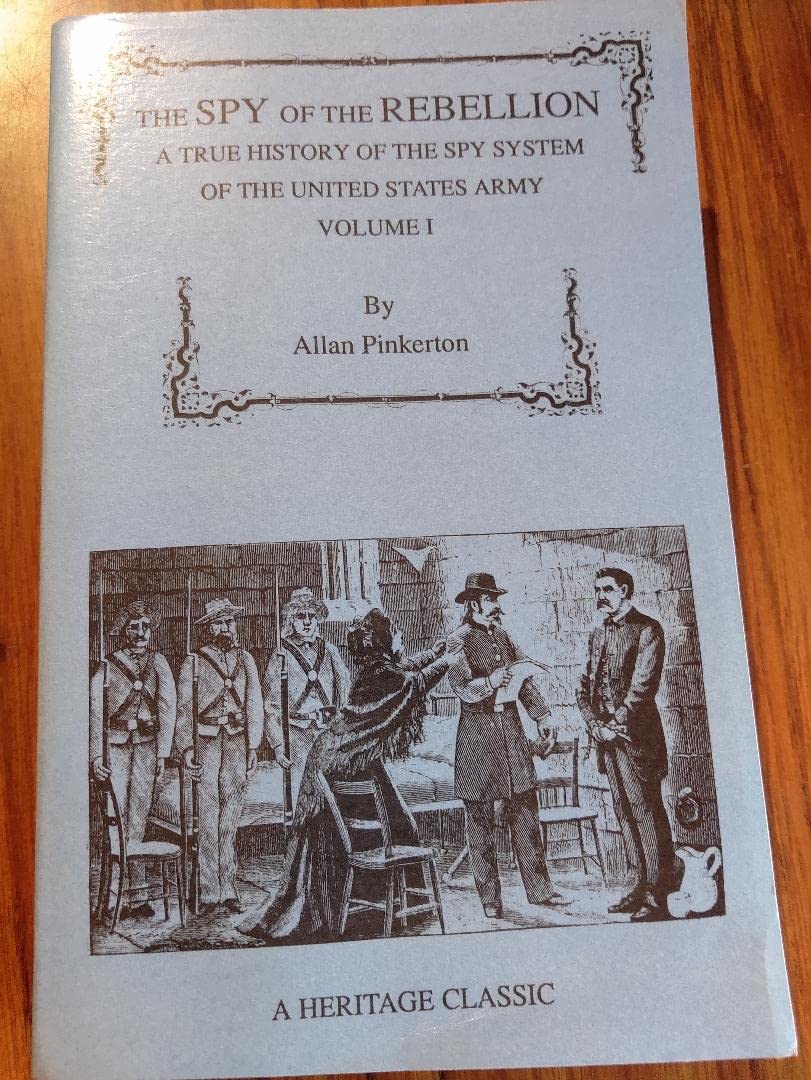 THE SPY OF THE REBELLION
A TRUE HISTORY OF THE SPY SYSTEM
OF THE UNITED STATES ARMY
VOLUME I
By
Allan Pinkerton
A HERITAGE CLASSIC